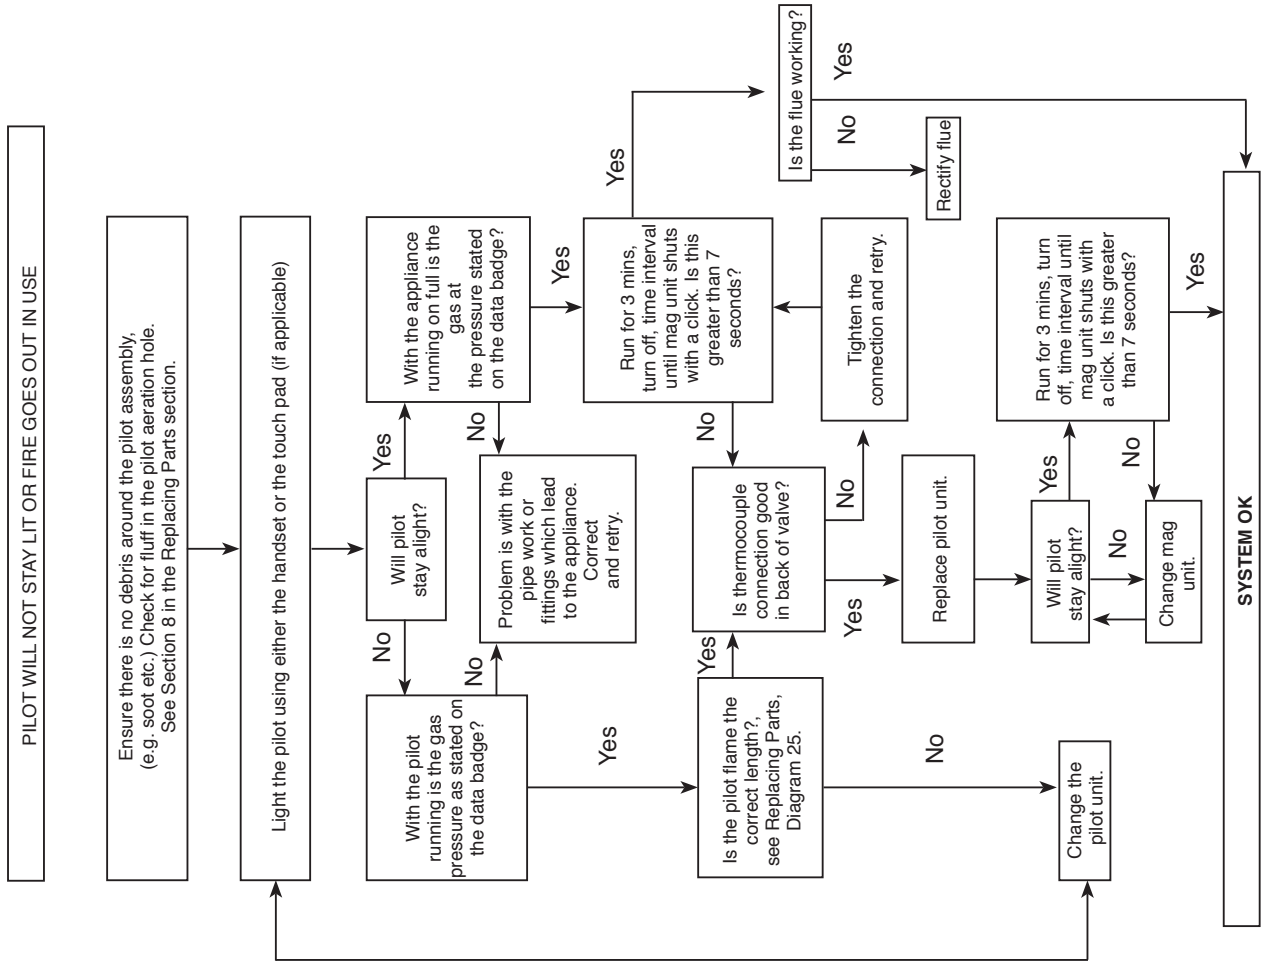 PILOT WILL NOT STAY LIT OR FIRE GOES OUT IN USE
Ensure there is no debris around the pilot assembly,
(e.g. soot etc.) Check for fluff in the pilot aeration hole.
See Section 8 in the Replacing Parts section.
Light the pilot using either the handset or the touch pad (if applicable)
Will pilot
stay alight?
No
Yes
With the pilot
running is the gas
pressure as stated on
the data badge?
With the appliance
running on full is the
gas at
the pressure stated
on the data badge?
No
No
Problem is with the
pipe work or
fittings which lead
to the appliance.
Correct
and retry.
Yes
Yes
Run for 3 mins,
turn off, time interval
until mag unit shuts
with a click. Is this
greater than 7
seconds?
Yes
No
Is the pilot flame the
correct length?,
see Replacing Parts,
Diagram 25.
Yes
Is thermocouple
connection good
in back of valve?
No
Tighten the
connection and retry.
Is the flue working?
No
Yes
Rectify flue
Yes
Replace pilot unit.
No
Change the
pilot unit.
Will pilot
stay alight?
Yes
Run for 3 mins, turn
off, time interval until
mag unit shuts with
a click. Is this greater
than 7 seconds?
No
No
Change mag
unit.
Yes
SYSTEM OK